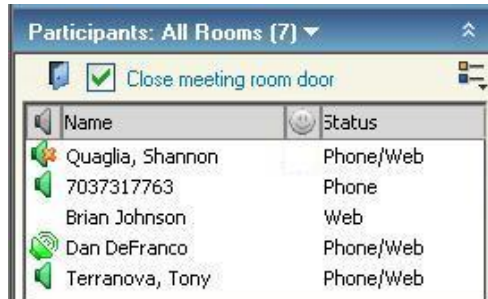 Participants: All Rooms (7)
Close meeting room door
Name Status
Quaglia, Shannon Phone/Web
7037317763 Phone
Brian Johnson Web
Dan DeFranco Phone/Web
Terranova, Tony Phone/Web